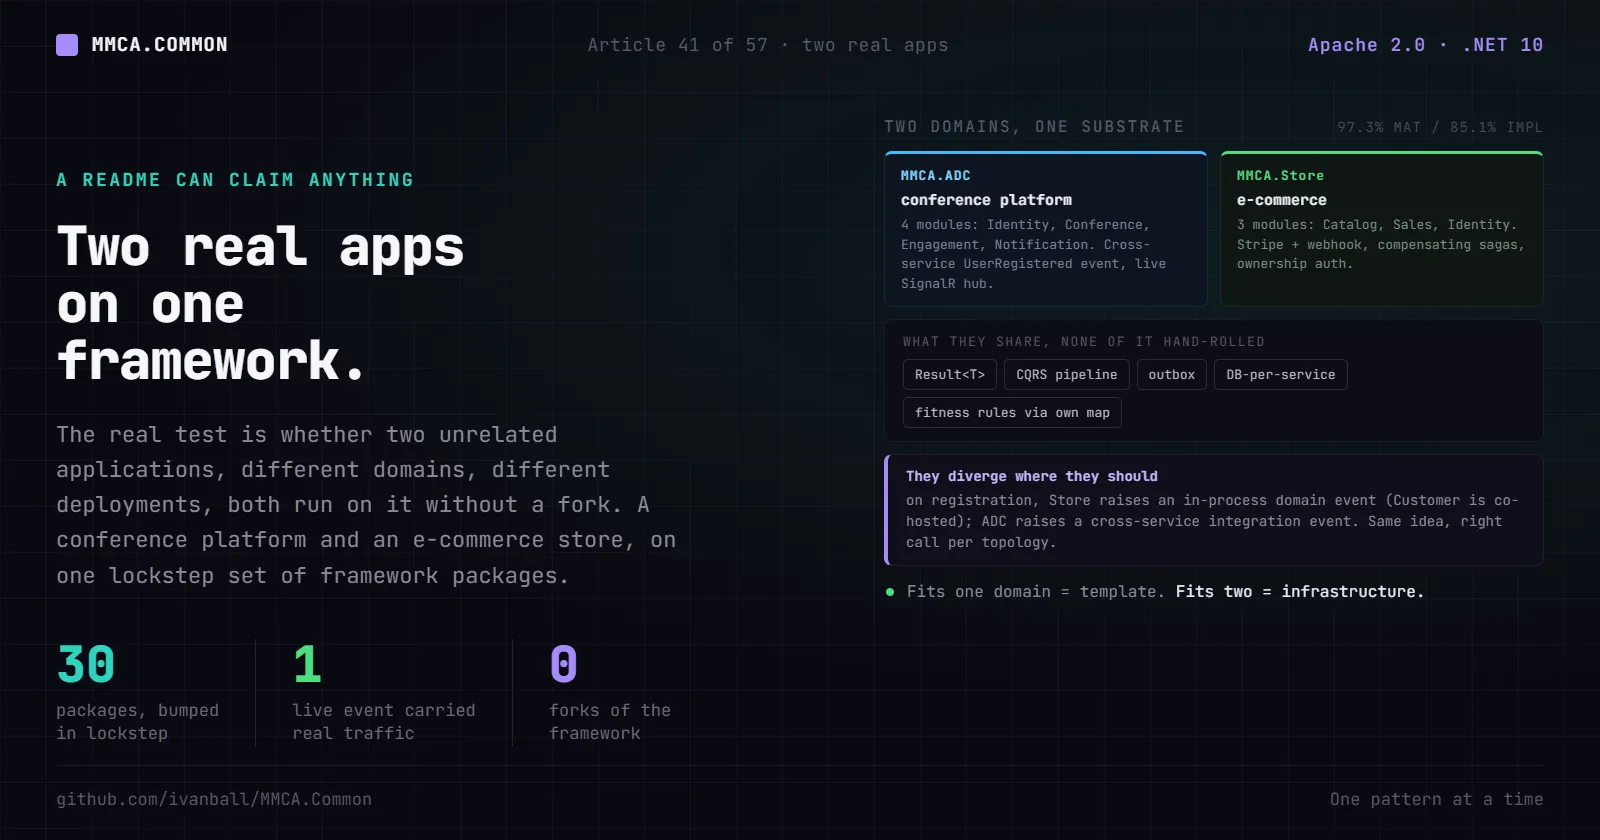 MMCA.COMMON
Article 41 of 57 · two real apps
Apache 2.0 · .NET 10
A README CAN CLAIM ANYTHING
Two real apps
on one
framework.
The real test is whether two unrelated
applications, different domains, different
deployments, both run on it without a fork. A
conference platform and an e-commerce store, on
one lockstep set of framework packages.
30
packages, bumped
in lockstep
1
live event carried
real traffic
0
forks of the
framework
TWO DOMAINS, ONE SUBSTRATE
97.3% MAT / 85.1% IMPL
MMCA.ADC
conference platform
4 modules: Identity, Conference,
Engagement, Notification. Cross-
service UserRegistered event, live
SignalR hub.
MMCA.Store
e-commerce
3 modules: Catalog, Sales, Identity.
Stripe + webhook, compensating sagas,
ownership auth.
WHAT THEY SHARE, NONE OF IT HAND-ROLLED
Result<T>
CQRS pipeline
outbox
DB-per-service
fitness rules via own map
They diverge where they should
on registration, Store raises an in-process domain event (Customer is co-
hosted); ADC raises a cross-service integration event. Same idea, right
call per topology.
Fits one domain = template. Fits two = infrastructure.
github.com/ivanball/MMCA.Common
One pattern at a time